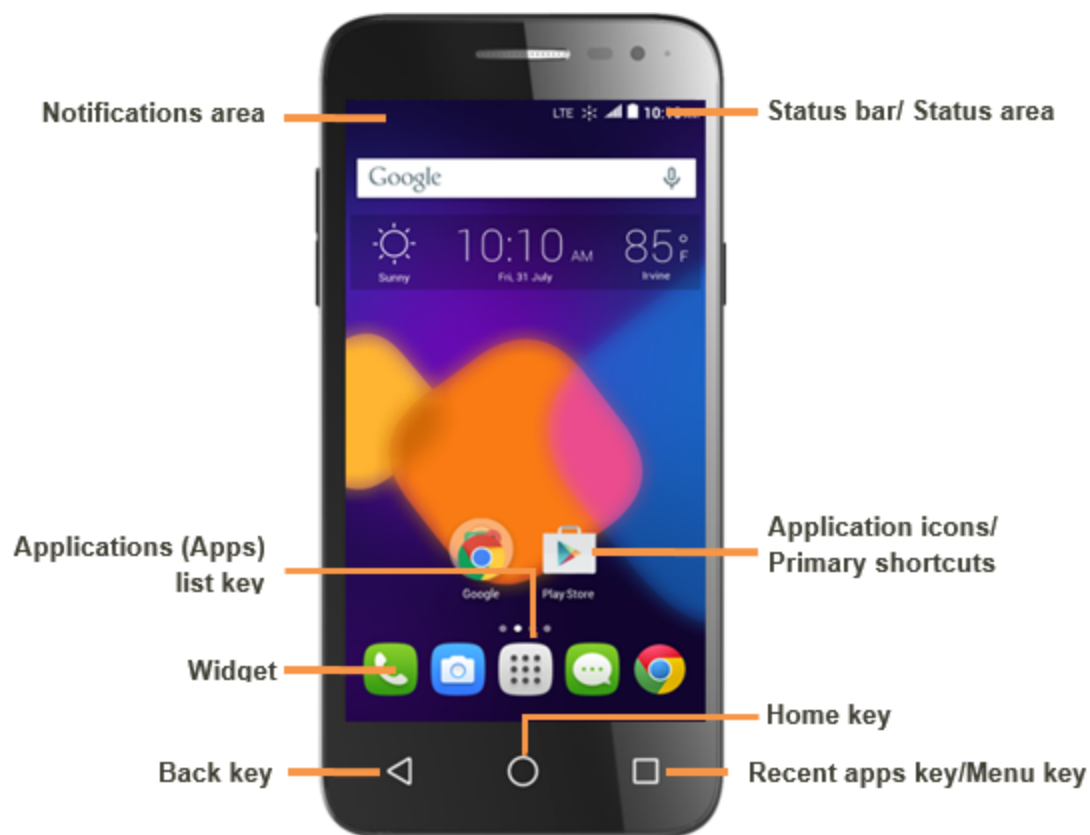 Notifications area
Status bar/ Status area
LTE
Google
10:10 AM
85°F
Sunny
Fri, 31 July
Irvine
Applications (Apps)
list key
Application icons/
Primary shortcuts
Google
Play Store
Widget
Home key
Back key
Recent apps key/Menu key